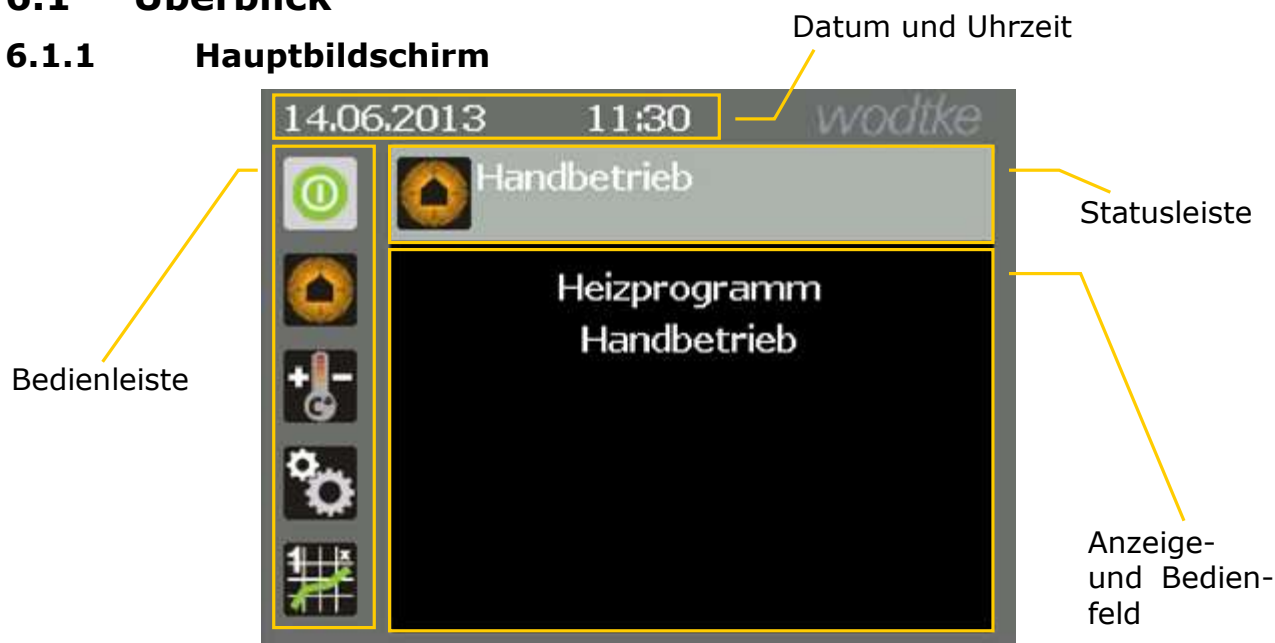 6.1 Überblick
6.1.1 Hauptbildschirm
Datum und Uhrzeit
14.06.2013 11:30 wodtke
Handbetrieb
Statusleiste
Heizprogramm
Handbetrieb
Bedienleiste
1 x
Anzeige-
und Bedien-
feld